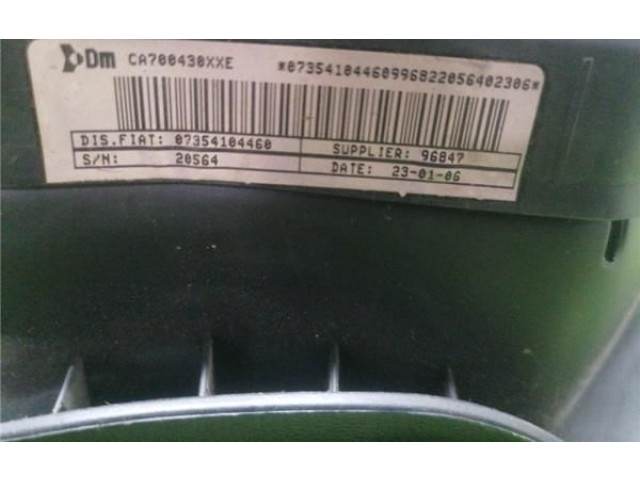 Dm CA700430XXE *07354104460996822056402306*
DIS.FIAT: 07354104460 SUPPLIER: 96847
S/N: 20564 DATE: 23-01-06